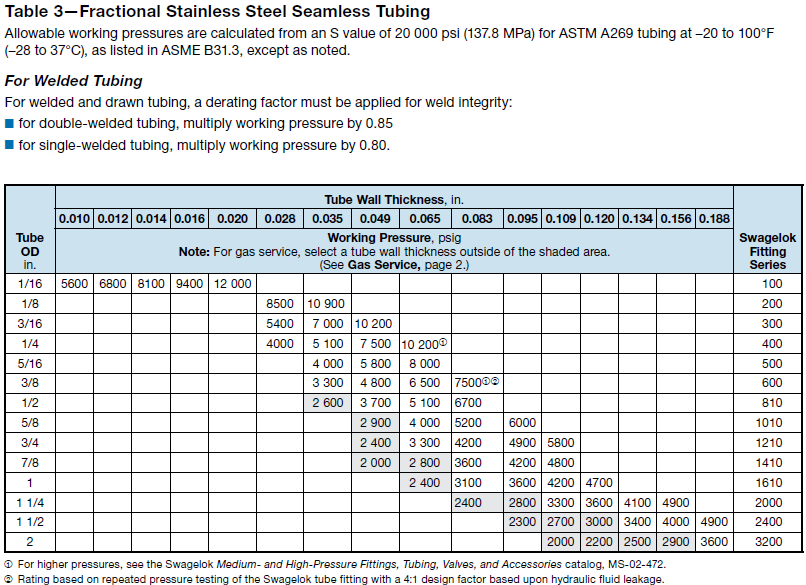 Table 3—Fractional Stainless Steel Seamless Tubing
Allowable working pressures are calculated from an S value of 20 000 psi (137.8 MPa) for ASTM A269 tubing at –20 to 100°F
(–28 to 37°C), as listed in ASME B31.3, except as noted.
For Welded Tubing
For welded and drawn tubing, a derating factor must be applied for weld integrity:
■ for double-welded tubing, multiply working pressure by 0.85
■ for single-welded tubing, multiply working pressure by 0.80.
Tube Wall Thickness, in.
0.010 0.012 0.014 0.016 0.020 0.028 0.035 0.049 0.065 0.083 0.095 0.109 0.120 0.134 0.156 0.188
Tube
OD
in.
Working Pressure, psig
Note: For gas service, select a tube wall thickness outside of the shaded area.
(See Gas Service, page 2.)
Swagelok
Fitting
Series
1/16 5600 6800 8100 9400 12 000 100
1/8 8500 10 900 200
3/16 5400 7 000 10 200 300
1/4 4000 5 100 7 500 10 200① 400
5/16 4 000 5 800 8 000 500
3/8 3 300 4 800 6 500 7500①② 600
1/2 2 600 3 700 5 100 6700 810
5/8 2 900 4 000 5200 6000 1010
3/4 2 400 3 300 4200 4900 5800 1210
7/8 2 000 2 800 3600 4200 4800 1410
1 2 400 3100 3600 4200 4700 1610
1 1/4 2400 2800 3300 3600 4100 4900 2000
1 1/2 2300 2700 3000 3400 4000 4900 2400
2 2000 2200 2500 2900 3600 3200
① For higher pressures, see the Swagelok Medium- and High-Pressure Fittings, Tubing, Valves, and Accessories catalog, MS-02-472.
② Rating based on repeated pressure testing of the Swagelok tube fitting with a 4:1 design factor based upon hydraulic fluid leakage.